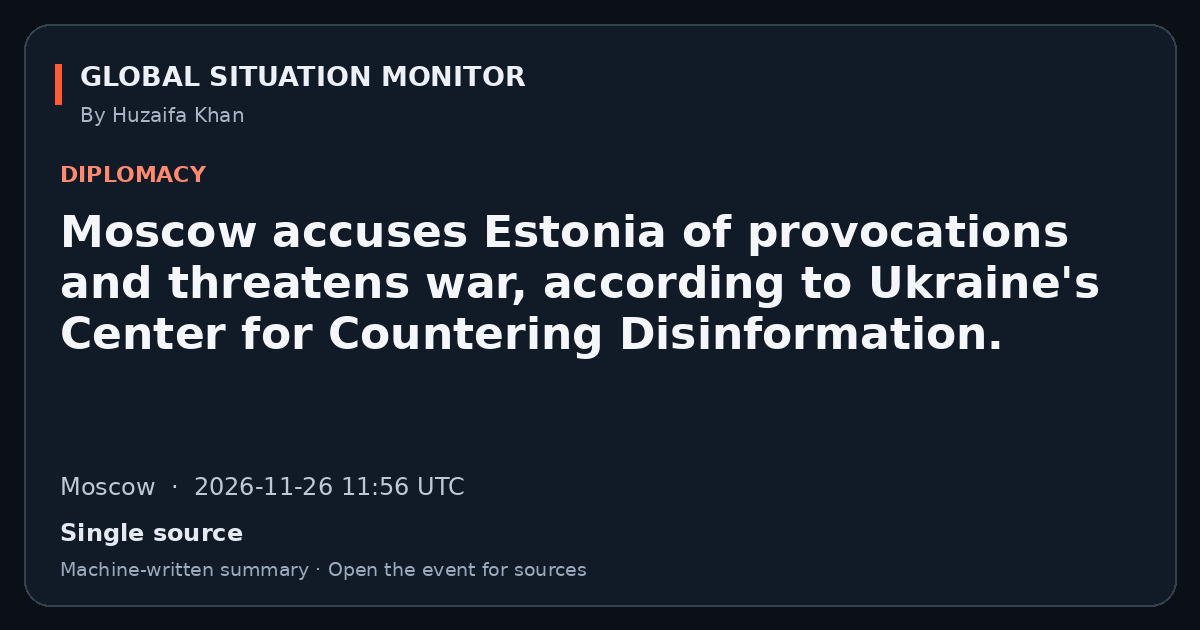 GLOBAL SITUATION MONITOR
By Huzaifa Khan
DIPLOMACY
Moscow accuses Estonia of provocations
and threatens war, according to Ukraine's
Center for Countering Disinformation.
Moscow · 2026-11-26 11:56 UTC
Single source
Machine-written summary · Open the event for sources